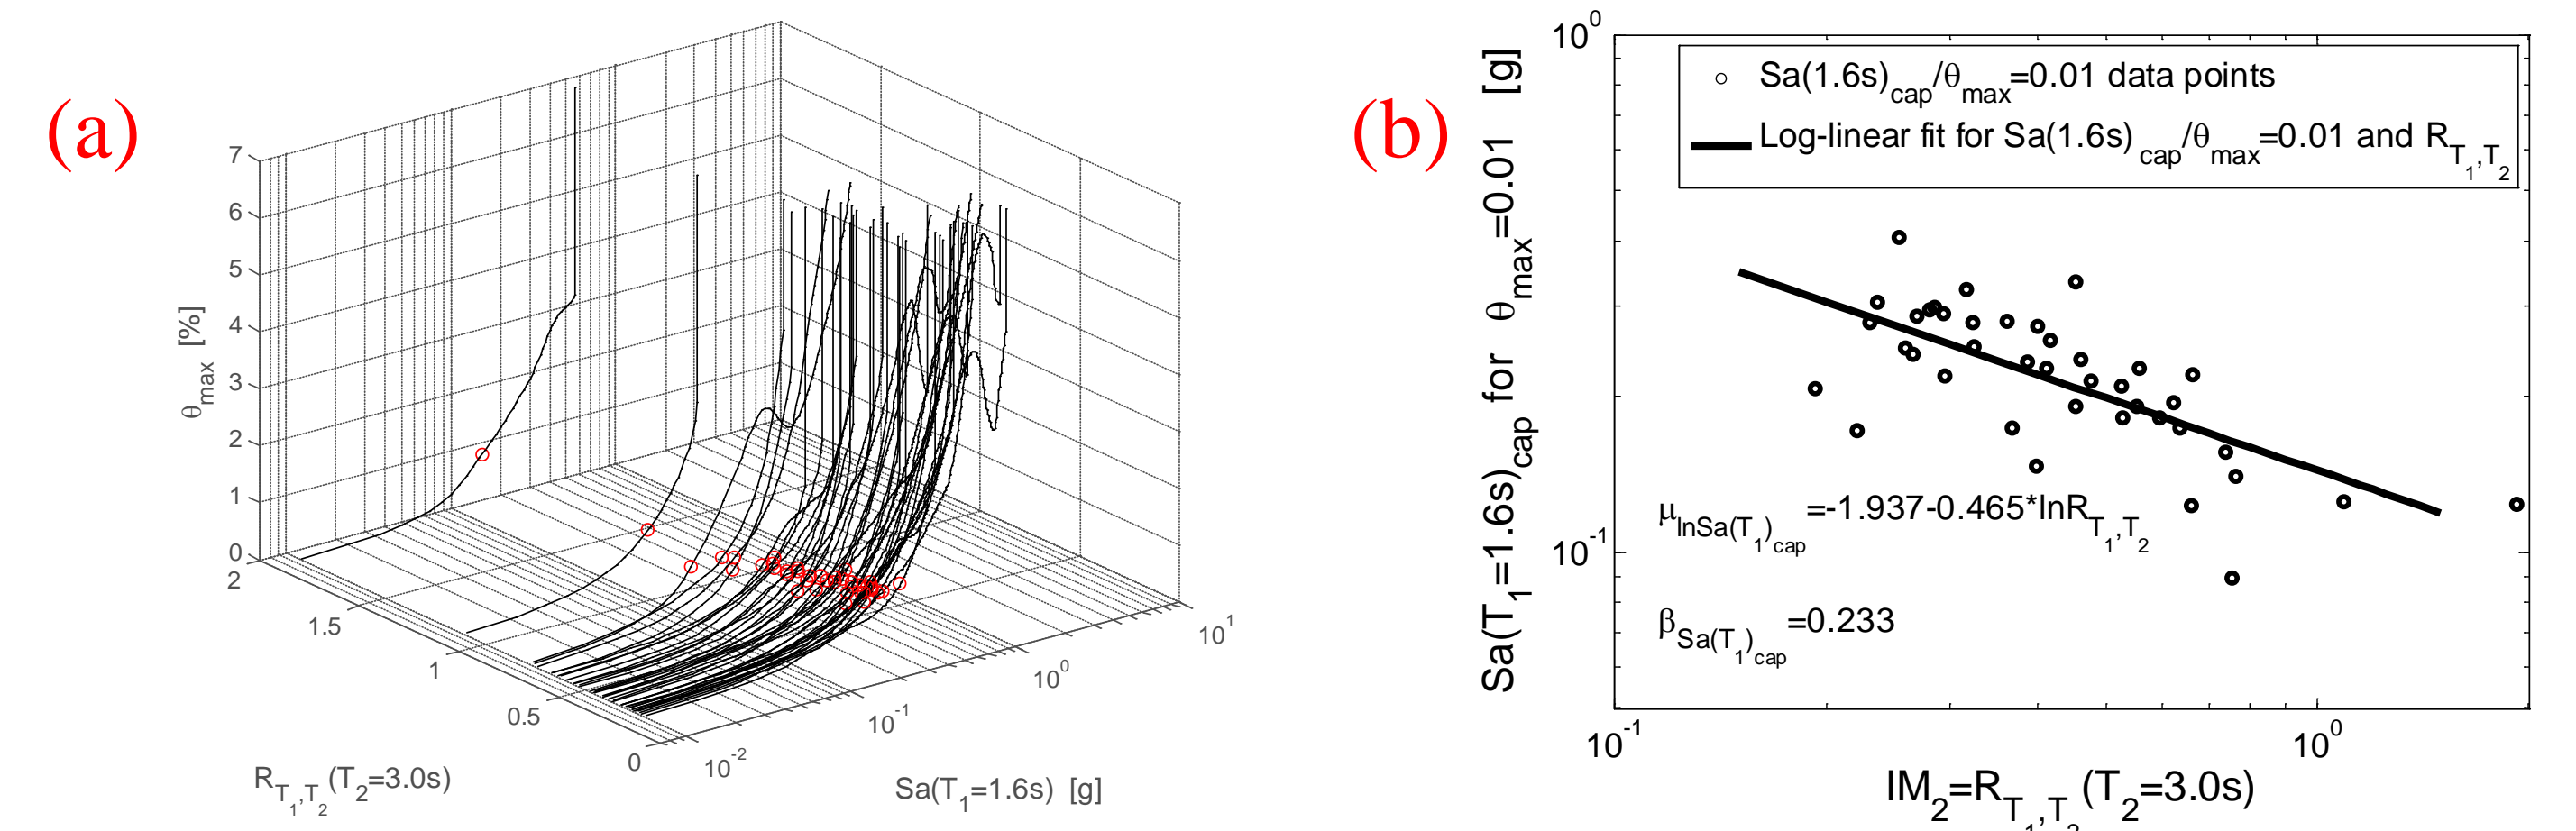 (a)
7
6
5
4
3
2
1
0
θmax [%]
2
1.5
1
0.5
0
RT1,T2(T2=3.0s)
10-2
10-1
100
101
Sa(T1=1.6s) [g]
(b)
100
10-1
Sa(T1=1.6s)cap for θmax=0.01 [g]
Sa(1.6s)cap/θmax=0.01 data points
Log-linear fit for Sa(1.6s)cap/θmax=0.01 and RT1,T2
μlnSa(T1)cap=-1.937-0.465*lnRT1,T2
βSa(T1)cap=0.233
10-1
100
IM2=RT1,T2(T2=3.0s)